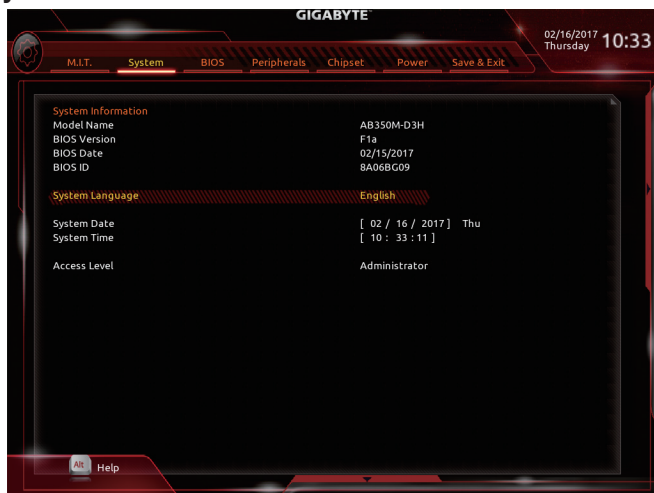 GIGABYTE
02/16/2017 Thursday 10:33
M.I.T. System BIOS Peripherals Chipset Power Save & Exit
System Information
Model Name AB350M-D3H
BIOS Version F1a
BIOS Date 02/15/2017
BIOS ID 8A06BG09
System Language English
System Date [ 02 / 16 / 2017 ] Thu
System Time [ 10 : 33 : 11 ]
Access Level Administrator
Alt Help